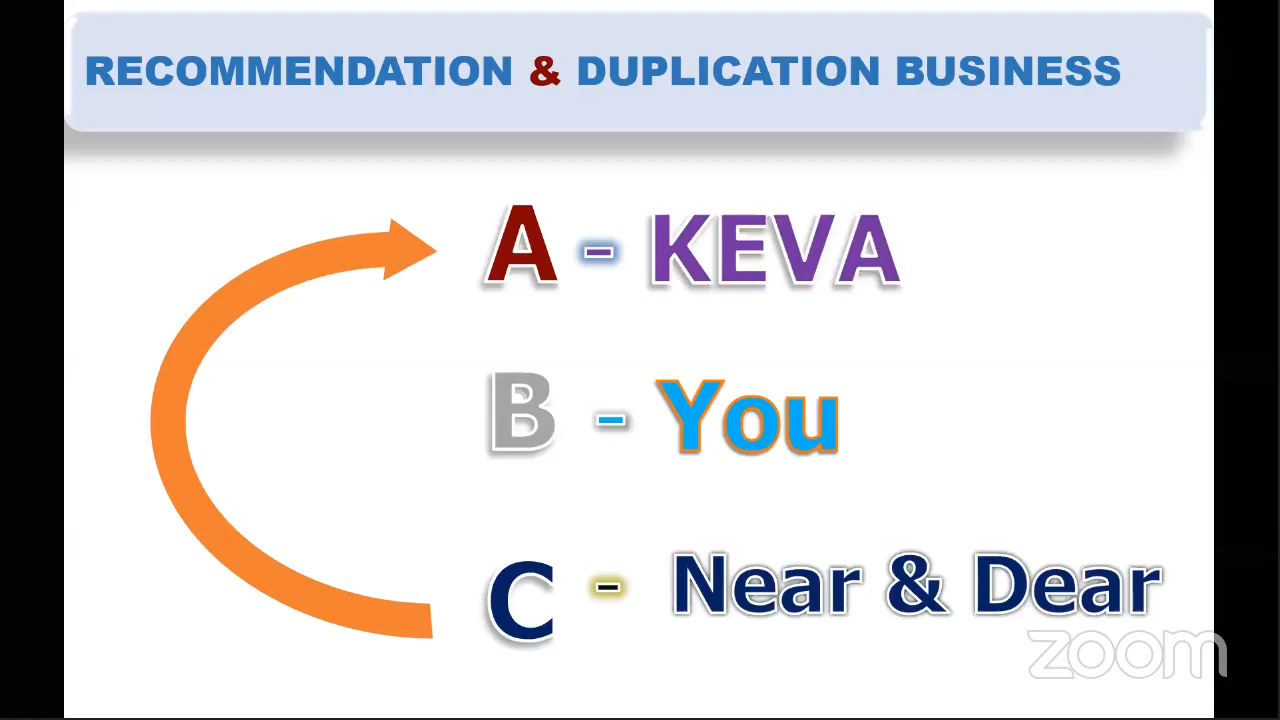 RECOMMENDATION & DUPLICATION BUSINESS
A - KEVA
B - You
C - Near & Dear
zoom